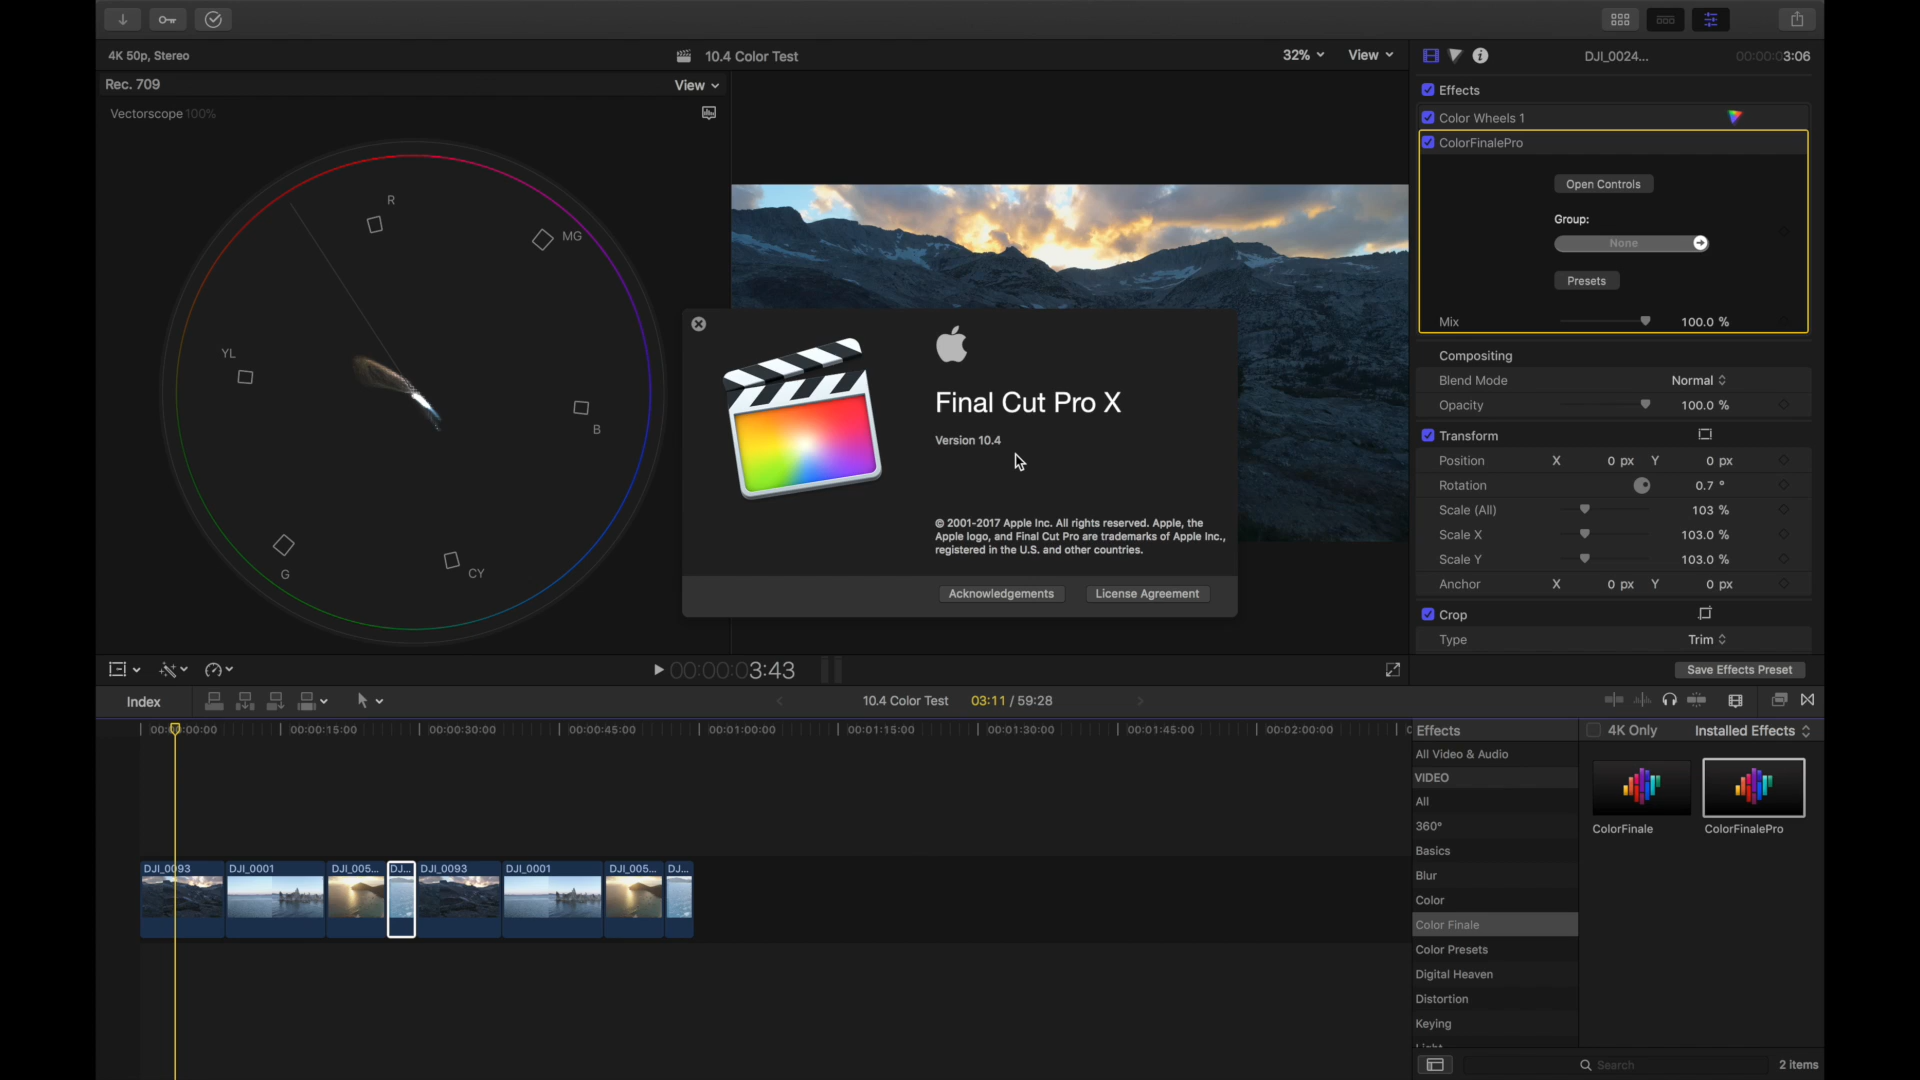 4K 50p, Stereo
10.4 Color Test
32%
View
DJI_0024...
00:00:03:06
Rec. 709
View
Effects
Vectorscope 100%
Color Wheels 1
ColorFinalePro
Open Controls
Group:
None
Presets
Mix
100.0 %
R
MG
YL
B
G
CY
Final Cut Pro X
Version 10.4
© 2001-2017 Apple Inc. All rights reserved. Apple, the
Apple logo, and Final Cut Pro are trademarks of Apple Inc.,
registered in the U.S. and other countries.
Acknowledgements
License Agreement
Compositing
Blend Mode
Normal
Opacity
100.0 %
Transform
Position
X
0 px
Y
0 px
Rotation
0.7 °
Scale (All)
103 %
Scale X
103.0 %
Scale Y
103.0 %
Anchor
X
0 px
Y
0 px
Crop
Type
Trim
00:00:03:43
Save Effects Preset
Index
10.4 Color Test
03:11 / 59:28
00:00:00:00
00:00:15:00
00:00:30:00
00:00:45:00
00:01:00:00
00:01:15:00
00:01:30:00
00:01:45:00
00:02:00:00
Effects
4K Only
Installed Effects
All Video & Audio
VIDEO
All
360°
Basics
Blur
Color
Color Finale
Color Presets
Digital Heaven
Distortion
Keying
ColorFinale
ColorFinalePro
DJI_0093
DJI_0001
DJI_005...
DJ...
DJI_0093
DJI_0001
DJI_005...
DJ...
Search
2 items